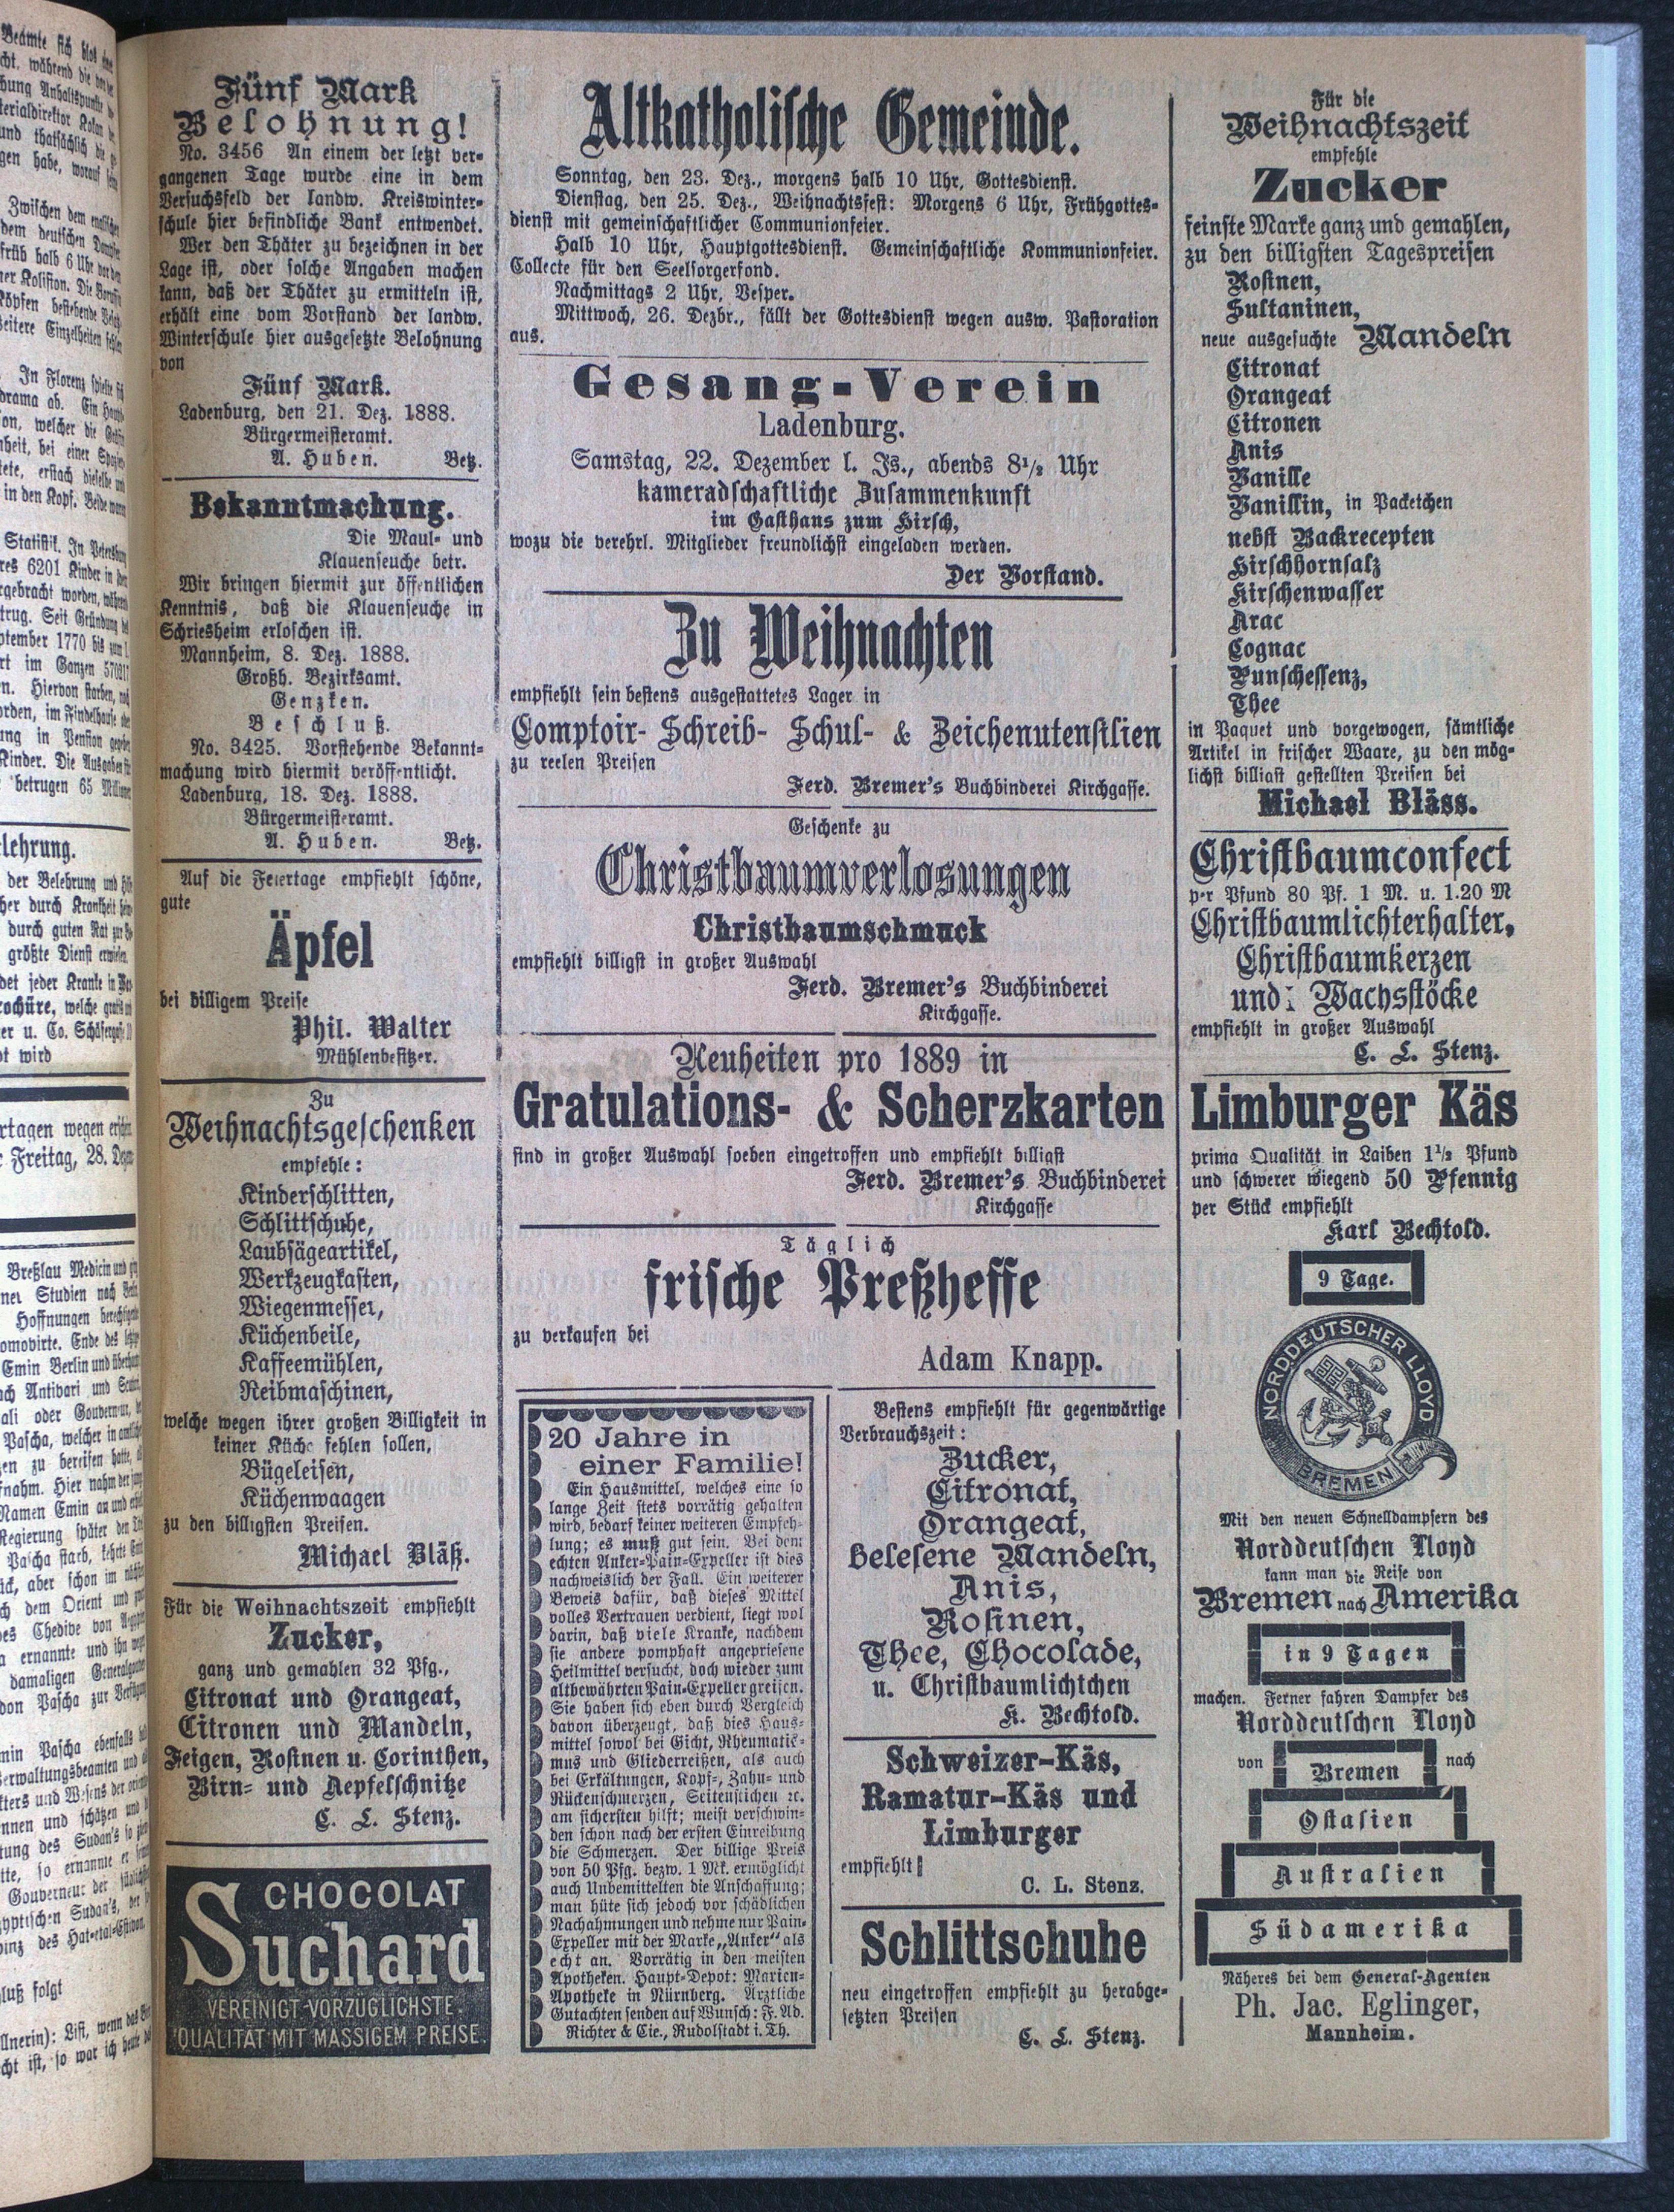 Fünf Mark
Belohnung!
No. 3456 An einem der letzt ver-
gangenen Tage wurde eine in dem
Versuchsfeld der landw. Kreiswinter-
schule hier befindliche Bank entwendet.
Wer den Thäter zu bezeichnen in der
Lage ist, oder solche Angaben machen
kann, daß der Thäter zu ermitteln ist,
erhält eine vom Vorstand der landw.
Winterschule hier ausgesetzte Belohnung
von
Fünf Mark.
Ladenburg, den 21. Dez. 1888.
Bürgermeisteramt.
A. Huben. Betz.
Bekanntmachung.
Die Maul- und
Klauenseuche betr.
Wir bringen hiermit zur öffentlichen
Kenntnis, daß die Klauenseuche in
Schriesheim erloschen ist.
Mannheim, 8. Dez. 1888.
Großh. Bezirksamt.
Genzken.
Beschluß.
No. 3425. Vorstehende Bekannt-
machung wird hiermit veröffentlicht.
Ladenburg, 18. Dez. 1888.
Bürgermeisteramt.
A. Huben. Betz.
Auf die Feiertage empfiehlt schöne,
gute
Äpfel
bei billigem Preise
Phil. Walter
Mühlenbesitzer.
Zu
Weihnachtsgeschenken
empfehle:
Kinderschlitten,
Schlittschuhe,
Laubsägeartikel,
Werkzeugkasten,
Wiegenmesser,
Küchenbeile,
Kaffeemühlen,
Reibmaschinen,
welche wegen ihrer großen Billigkeit in
keiner Küche fehlen sollen,
Bügeleisen,
Küchenwaagen
zu den billigsten Preisen.
Michael Bläß.
Für die Weihnachtszeit empfiehlt
Zucker,
ganz und gemahlen 32 Pfg.,
Citronat und Orangeat,
Citronen und Mandeln,
Feigen, Rosinen u. Corinthen,
Birn- und Aepfelschnitze
C. L. Stenz.
CHOCOLAT
Suchard
VEREINIGT VORZÜGLICHSTE
QUALITÄT MIT MÄSSIGEM PREISE.
Altkatholische Gemeinde.
Sonntag, den 23. Dez., morgens halb 10 Uhr, Gottesdienst.
Dienstag, den 25. Dez., Weihnachtsfest: Morgens 6 Uhr, Frühgottes-
dienst mit gemeinschaftlicher Communionfeier.
Halb 10 Uhr, Hauptgottesdienst. Gemeinschaftliche Kommunionfeier.
Collecte für den Seelsorgerfond.
Nachmittags 2 Uhr, Vesper.
Mittwoch, 26. Dezbr., fällt der Gottesdienst wegen ausw. Pastoration
aus.
Gesang-Verein
Ladenburg.
Samstag, 22. Dezember l. Js., abends 8½ Uhr
kameradschaftliche Zusammenkunft
im Gasthaus zum Hirsch,
wozu die verehrl. Mitglieder freundlichst eingeladen werden.
Der Vorstand.
Zu Weihnachten
empfiehlt sein bestens ausgestattetes Lager in
Comptoir- Schreib- Schul- & Zeichenutensilien
zu reelen Preisen
Ferd. Bremer's Buchbinderei Kirchgasse.
Geschenke zu
Christbaumverlosungen
Christbaumschmuck
empfiehlt billigst in großer Auswahl
Ferd. Bremer's Buchbinderei
Kirchgasse.
Neuheiten pro 1889 in
Gratulations- & Scherzkarten
sind in großer Auswahl soeben eingetroffen und empfiehlt billigst
Ferd. Bremer's Buchbinderei
Kirchgasse
Täglich
frische Preßheffe
zu verkaufen bei
Adam Knapp.
20 Jahre in
einer Familie!
Ein Hausmittel, welches eine so
lange Zeit stets vorrätig gehalten
wird, bedarf keiner weiteren Empfeh-
lung; es muß gut sein. Bei dem
echten Anker-Pain-Expeller ist dies
nachweislich der Fall. Ein weiterer
Beweis dafür, daß dieses Mittel
volles Vertrauen verdient, liegt wol
darin, daß viele Kranke, nachdem
sie andere pomphaft angepriesene
Heilmittel versucht, doch wieder zum
altbewährten Pain-Expeller greifen.
Sie haben sich eben durch Vergleich
davon überzeugt, daß dies Haus-
mittel sowol bei Gicht, Rheumatis-
mus und Gliederreißen, als auch
bei Erkältungen, Kopf-, Zahn- und
Rückenschmerzen, Seitenstichen ꝛc.
am sichersten hilft; meist verschwin-
den schon nach der ersten Einreibung
die Schmerzen. Der billige Preis
von 50 Pfg. bezw. 1 Mk. ermöglicht
auch Unbemittelten die Anschaffung;
man hüte sich jedoch vor schädlichen
Nachahmungen und nehme nur Pain-
Expeller mit der Marke „Anker" als
echt an. Vorrätig in den meisten
Apotheken. Haupt-Depot: Marien-
Apotheke in Nürnberg. Ärztliche
Gutachten senden auf Wunsch: F. Ad.
Richter & Cie., Rudolstadt i. Th.
Bestens empfiehlt für gegenwärtige
Verbrauchszeit:
Zucker,
Citronat,
Orangeat,
belesene Mandeln,
Anis,
Rosinen,
Thee, Chocolade,
u. Christbaumlichtchen
K. Bechtold.
Schweizer-Käs,
Ramatur-Käs und
Limburger
empfiehlt
C. L. Stenz.
Schlittschuhe
neu eingetroffen empfiehlt zu herabge-
setzten Preisen
C. L. Stenz.
Für die
Weihnachtszeit
empfehle
Zucker
feinste Marke ganz und gemahlen,
zu den billigsten Tagespreisen
Rosinen,
Sultaninen,
neue ausgesuchte Mandeln
Citronat
Orangeat
Citronen
Anis
Vanille
Vanillin, in Packetchen
nebst Backrecepten
Hirschhornsalz
Kirschenwasser
Arac
Cognac
Punschessenz,
Thee
in Paquet und vorgewogen, sämtliche
Artikel in frischer Waare, zu den mög-
lichst billigst gestellten Preisen bei
Michael Bläss.
Christbaumconfect
per Pfund 80 Pf. 1 M. u. 1.20 M
Christbaumlichterhalter,
Christbaumkerzen
und Wachsstöcke
empfiehlt in großer Auswahl
C. L. Stenz.
Limburger Käs
prima Qualität in Laiben 1½ Pfund
und schwerer wiegend 50 Pfennig
per Stück empfiehlt
Karl Bechtold.
9 Tage.
NORDDEUTSCHER LLOYD
BREMEN
Mit den neuen Schnelldampfern des
Norddeutschen Lloyd
kann man die Reise von
Bremen nach Amerika
in 9 Tagen
machen. Ferner fahren Dampfer des
Norddeutschen Lloyd
von Bremen nach
Ostasien
Australien
Südamerika
Näheres bei dem General-Agenten
Ph. Jac. Eglinger,
Mannheim.